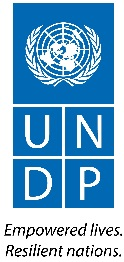 U N
D P
Empowered lives.
Resilient nations.